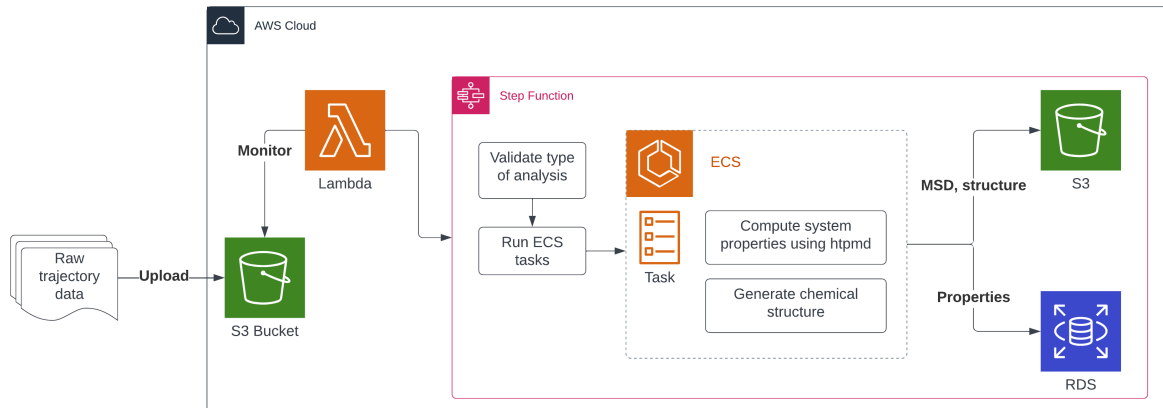 AWS Cloud
Step Function
Lambda
Monitor
Raw
trajectory
data
Upload
S3 Bucket
Validate type
of analysis
Run ECS
tasks
ECS
Task
Compute system
properties using htpmd
Generate chemical
structure
MSD, structure
S3
Properties
RDS